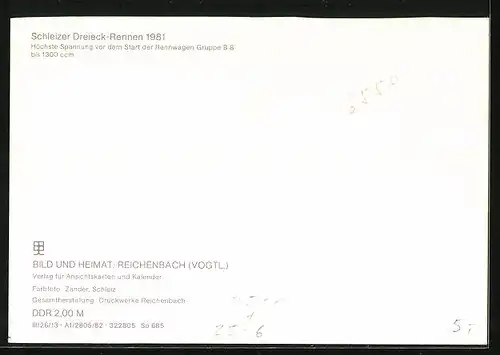 Schleizer Dreieck-Rennen 1981
Höchste Spannung vor dem Start der Rennwagen Gruppe B 8
bis 1300 ccm
BILD UND HEIMAT, REICHENBACH (VOGTL.)
Verlag für Ansichtskarten und Kalender
Farbfoto: Zander, Schleiz
Gesamtherstellung: Druckwerke Reichenbach
DDR 2,00 M
III/26/13 · A1/2805/82 · 322805 So 685